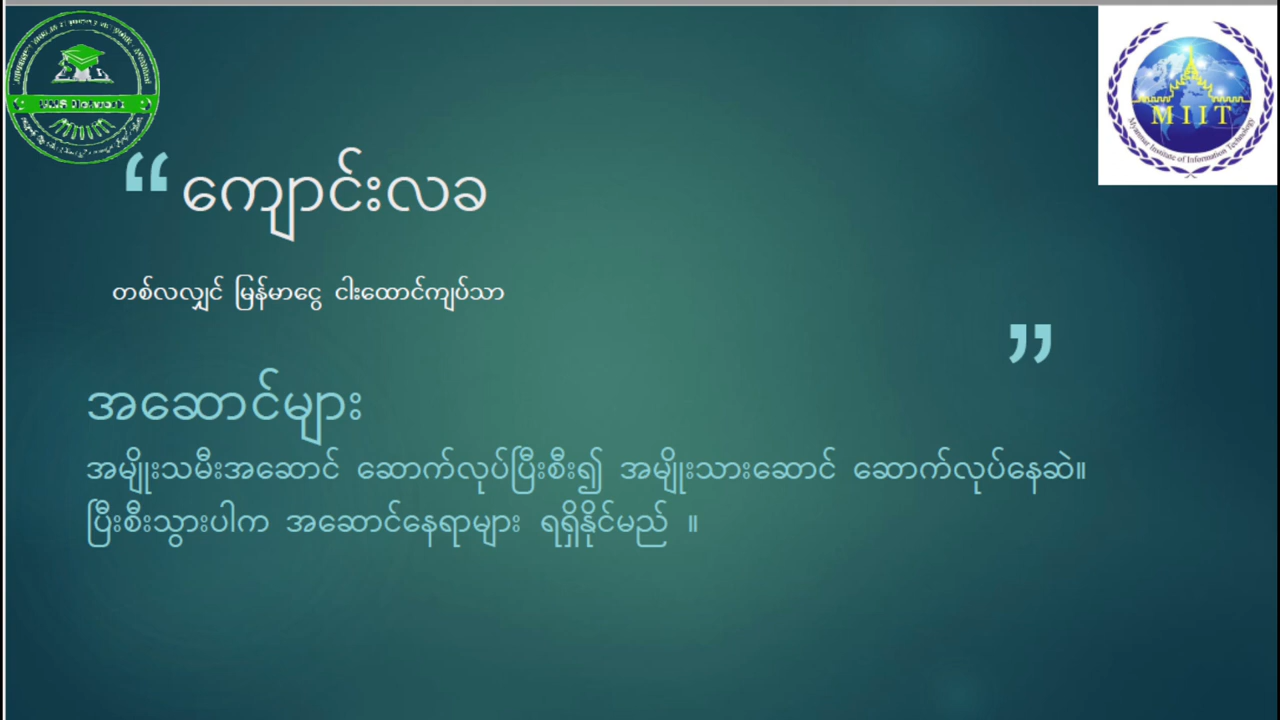 “ ကျောင်းလခ
တစ်လလျှင် မြန်မာငွေ ငါးထောင်ကျပ်သာ
”
အဆောင်များ
အမျိုးသမီးအဆောင် ဆောက်လုပ်ပြီးစီး၍ အမျိုးသားဆောင် ဆောက်လုပ်နေဆဲ။
ပြီးစီးသွားပါက အဆောင်နေရာများ ရရှိနိုင်မည် ။
MIIT
Myanmar Institute of Information Technology